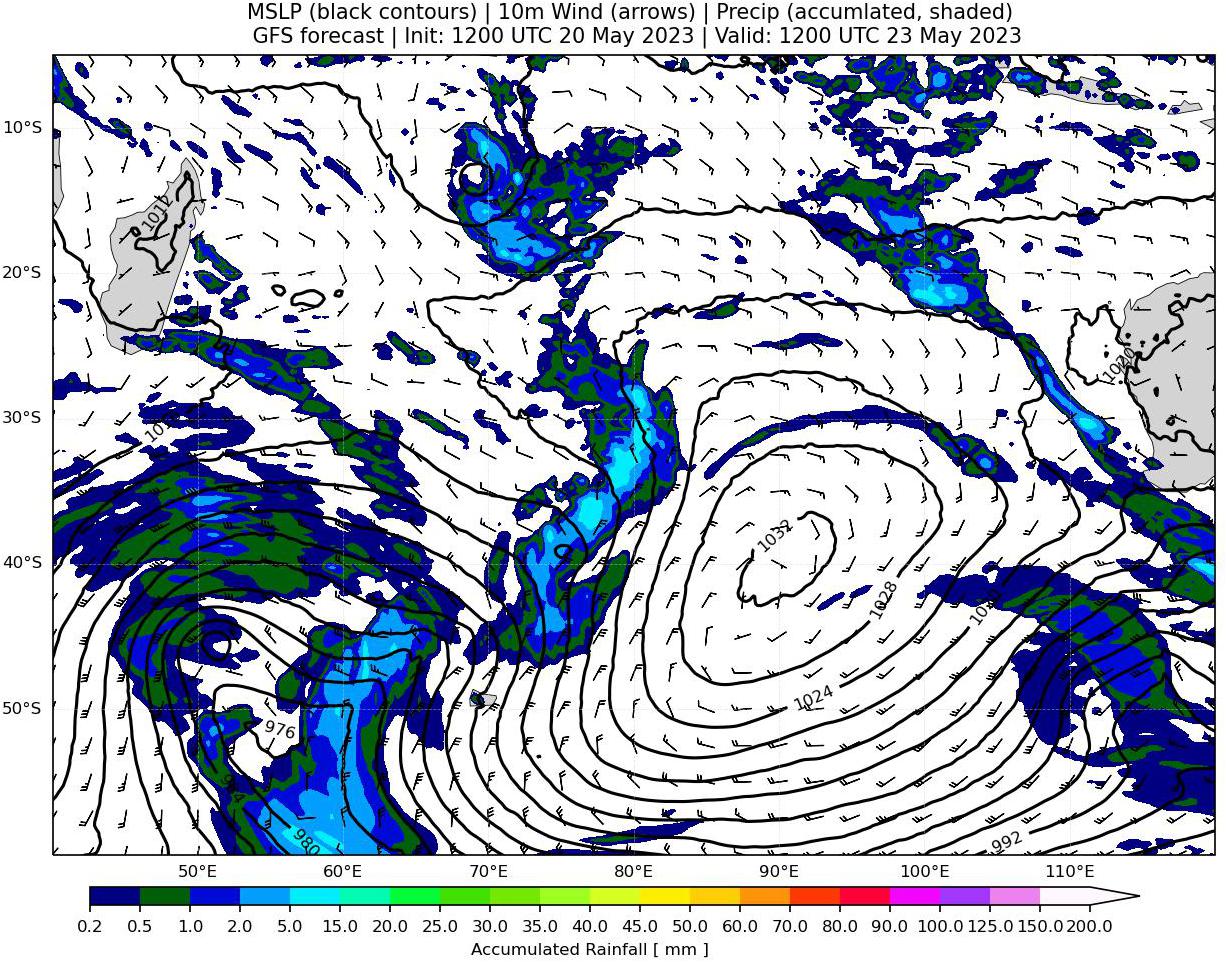 MSLP (black contours) | 10m Wind (arrows) | Precip (accumlated, shaded)
GFS forecast | Init: 1200 UTC 20 May 2023 | Valid: 1200 UTC 23 May 2023
10°S
1012
20°S
1020
30°S
1032
40°S
1028
1020
50°S
1024
976
980
992
50°E 60°E 70°E 80°E 90°E 100°E 110°E
0.2 0.5 1.0 2.0 5.0 10.0 15.0 20.0 25.0 30.0 35.0 40.0 45.0 50.0 60.0 70.0 80.0 90.0 100.0 125.0 150.0 200.0
Accumulated Rainfall [ mm ]